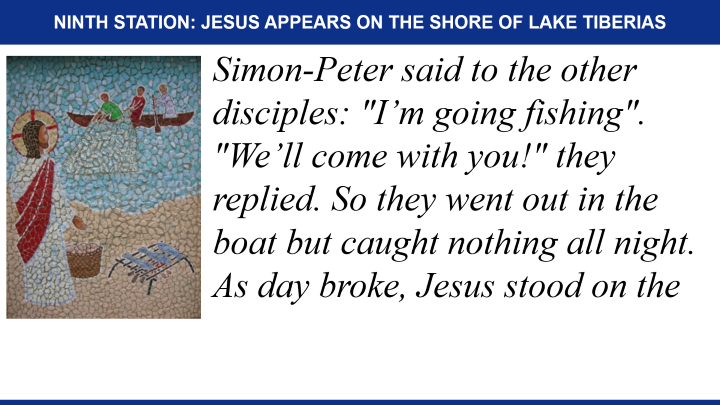 NINTH STATION: JESUS APPEARS ON THE SHORE OF LAKE TIBERIAS
Simon-Peter said to the other
disciples: "I’m going fishing".
"We’ll come with you!" they
replied. So they went out in the
boat but caught nothing all night.
As day broke, Jesus stood on the